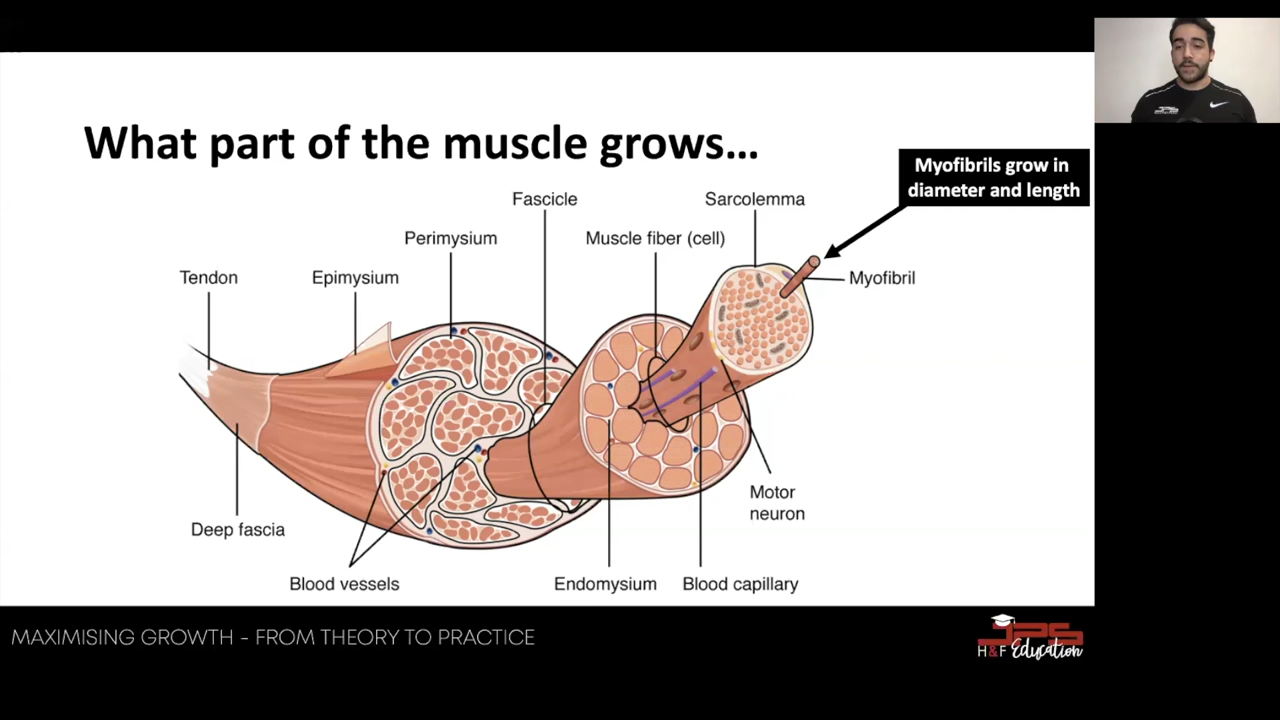 What part of the muscle grows...
Myofibrils grow in
diameter and length
Fascicle
Sarcolemma
Perimysium
Muscle fiber (cell)
Tendon
Epimysium
Myofibril
Motor
neuron
Deep fascia
Blood vessels
Endomysium
Blood capillary
MAXIMISING GROWTH - FROM THEORY TO PRACTICE
JPS
H&F Education